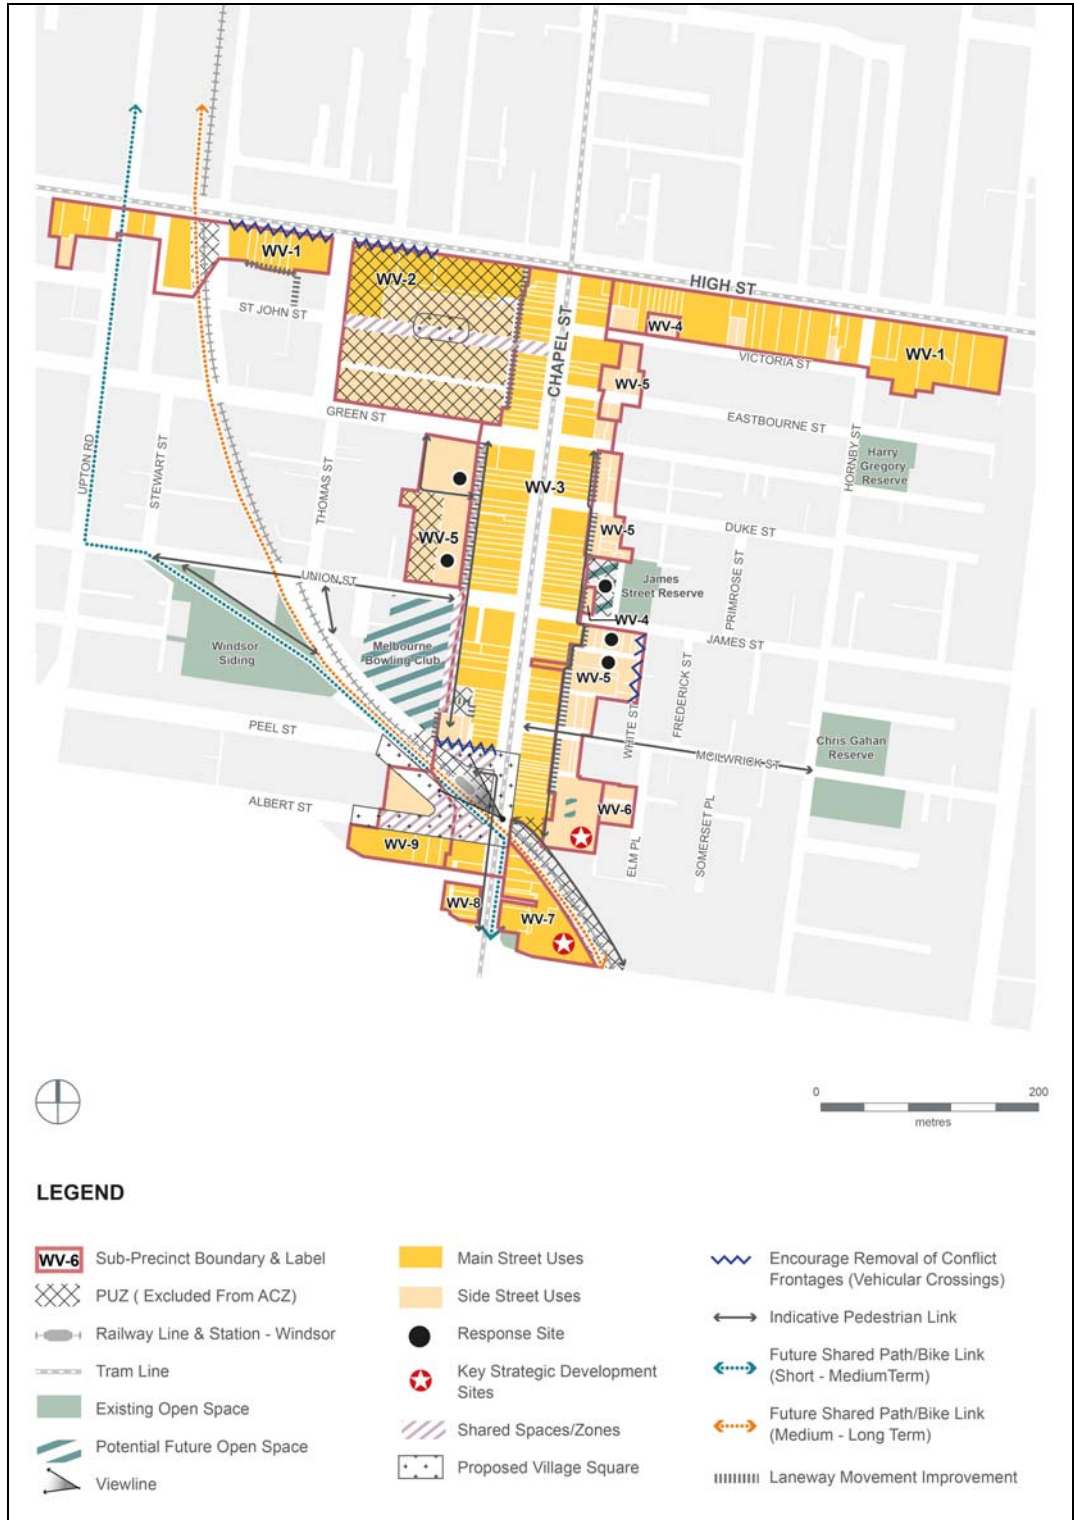 WV-1
WV-2
HIGH ST
CHAPEL ST
WV-4
WV-1
ST JOHN ST
VICTORIA ST
WV-5
GREEN ST
EASTBOURNE ST
UPTON RD
STEWART ST
THOMAS ST
HORNBY ST
Harry
Gregory
Reserve
WV-3
WV-5
WV-5
DUKE ST
UNION ST
James
Street Reserve
PRIMROSE ST
WV-4
JAMES ST
Windsor
Siding
Melbourne
Bowling Club
WV-5
FREDERICK ST
WHITE ST
PEEL ST
Chris Gahan
Reserve
MCILWRICK ST
ALBERT ST
WV-6
SOMERSET PL
ELM PL
WV-9
WV-8
WV-7
0 200
metres
LEGEND
WV-6 Sub-Precinct Boundary & Label
PUZ ( Excluded From ACZ)
Railway Line & Station - Windsor
Tram Line
Existing Open Space
Potential Future Open Space
Viewline
Main Street Uses
Side Street Uses
Response Site
Key Strategic Development
Sites
Shared Spaces/Zones
Proposed Village Square
Encourage Removal of Conflict
Frontages (Vehicular Crossings)
Indicative Pedestrian Link
Future Shared Path/Bike Link
(Short - MediumTerm)
Future Shared Path/Bike Link
(Medium - Long Term)
Laneway Movement Improvement